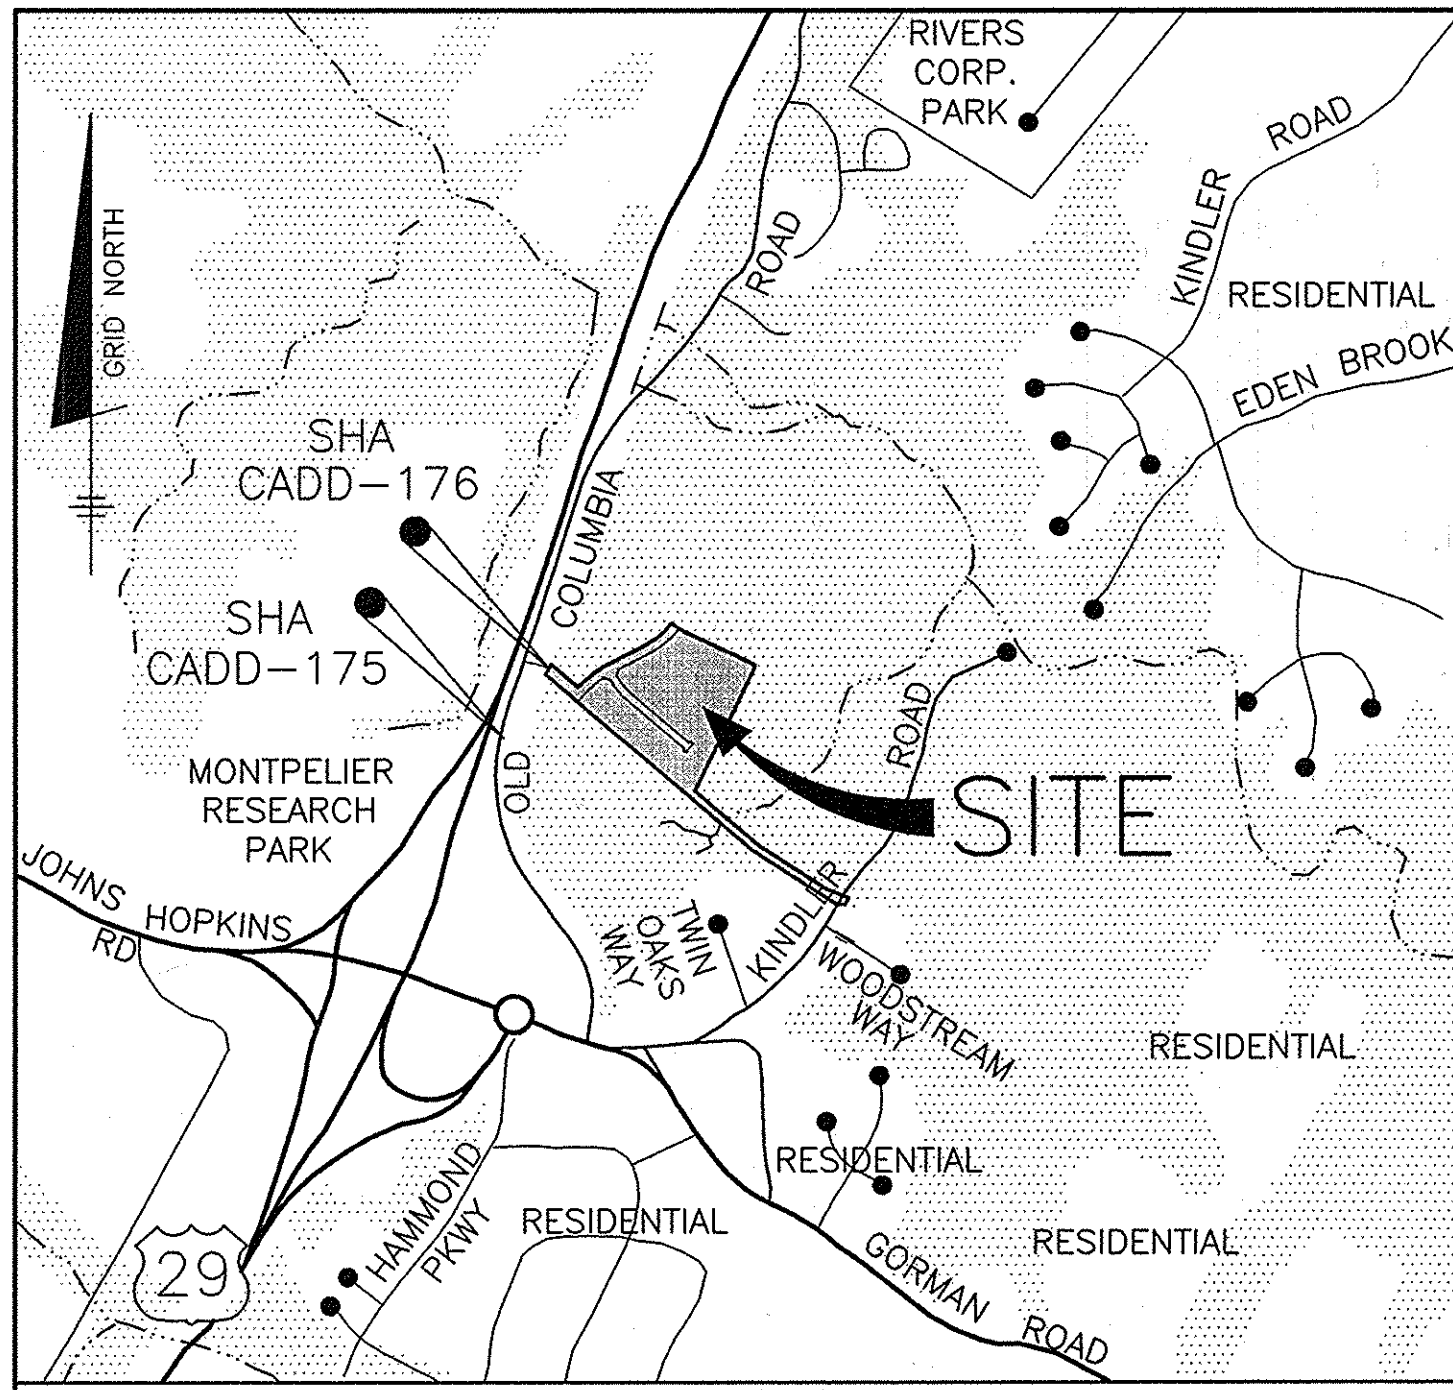 RIVERS
CORP.
PARK
ROAD
KINDLER
ROAD
GRID NORTH
RESIDENTIAL
EDEN BROOK
SHA
CADD-176
COLUMBIA
SHA
CADD-175
ROAD
OLD
MONTPELIER
RESEARCH
PARK
SITE
JOHNS HOPKINS
RD
KINDLER
TWIN
OAKS
WAY
WOODSTREAM
WAY
RESIDENTIAL
RESIDENTIAL
HAMMOND
PKWY
RESIDENTIAL
RESIDENTIAL
GORMAN ROAD
29